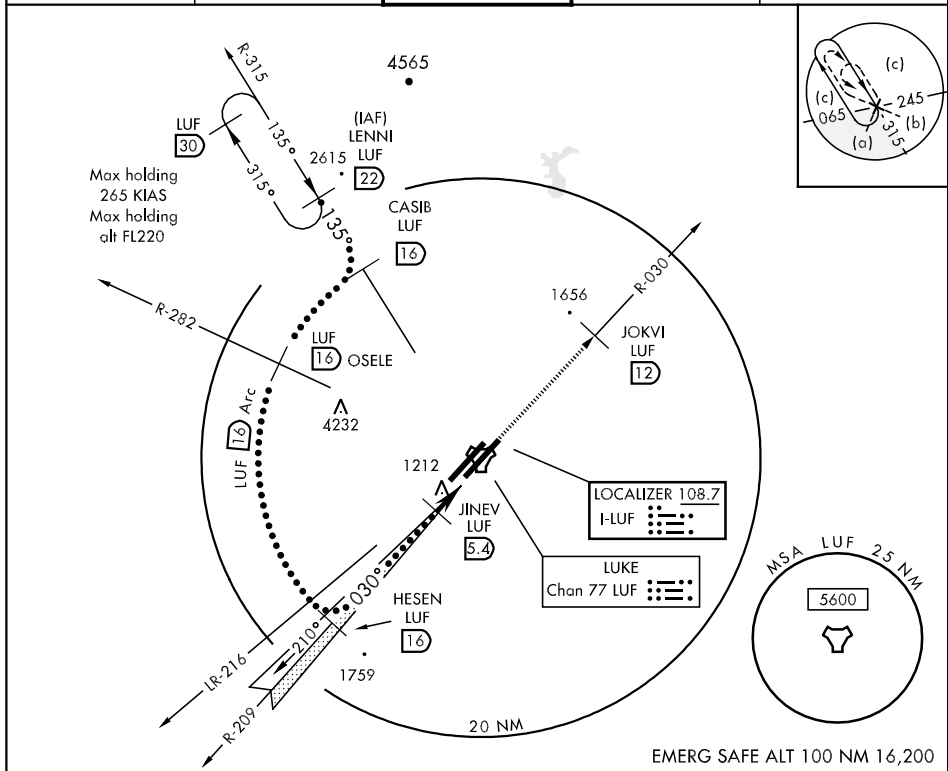 R-315
4565
(c)
(c)
245
065
(b)
(a)
315
(IAF)
LENNI
LUF
22
LUF
30
135°
315°
2615
Max holding
265 KIAS
Max holding
alt FL220
135°
CASIB
LUF
16
R-030
R-282
1656
LUF
16 OSELE
JOKVI
LUF
12
4232
LUF 16 Arc
1212
JINEV
LUF
5.4
LOCALIZER 108.7
I-LUF
LUKE
Chan 77 LUF
MSA LUF 25 NM
5600
030°
210°
HESEN
LUF
16
LR-216
1759
R-209
20 NM
EMERG SAFE ALT 100 NM 16,200